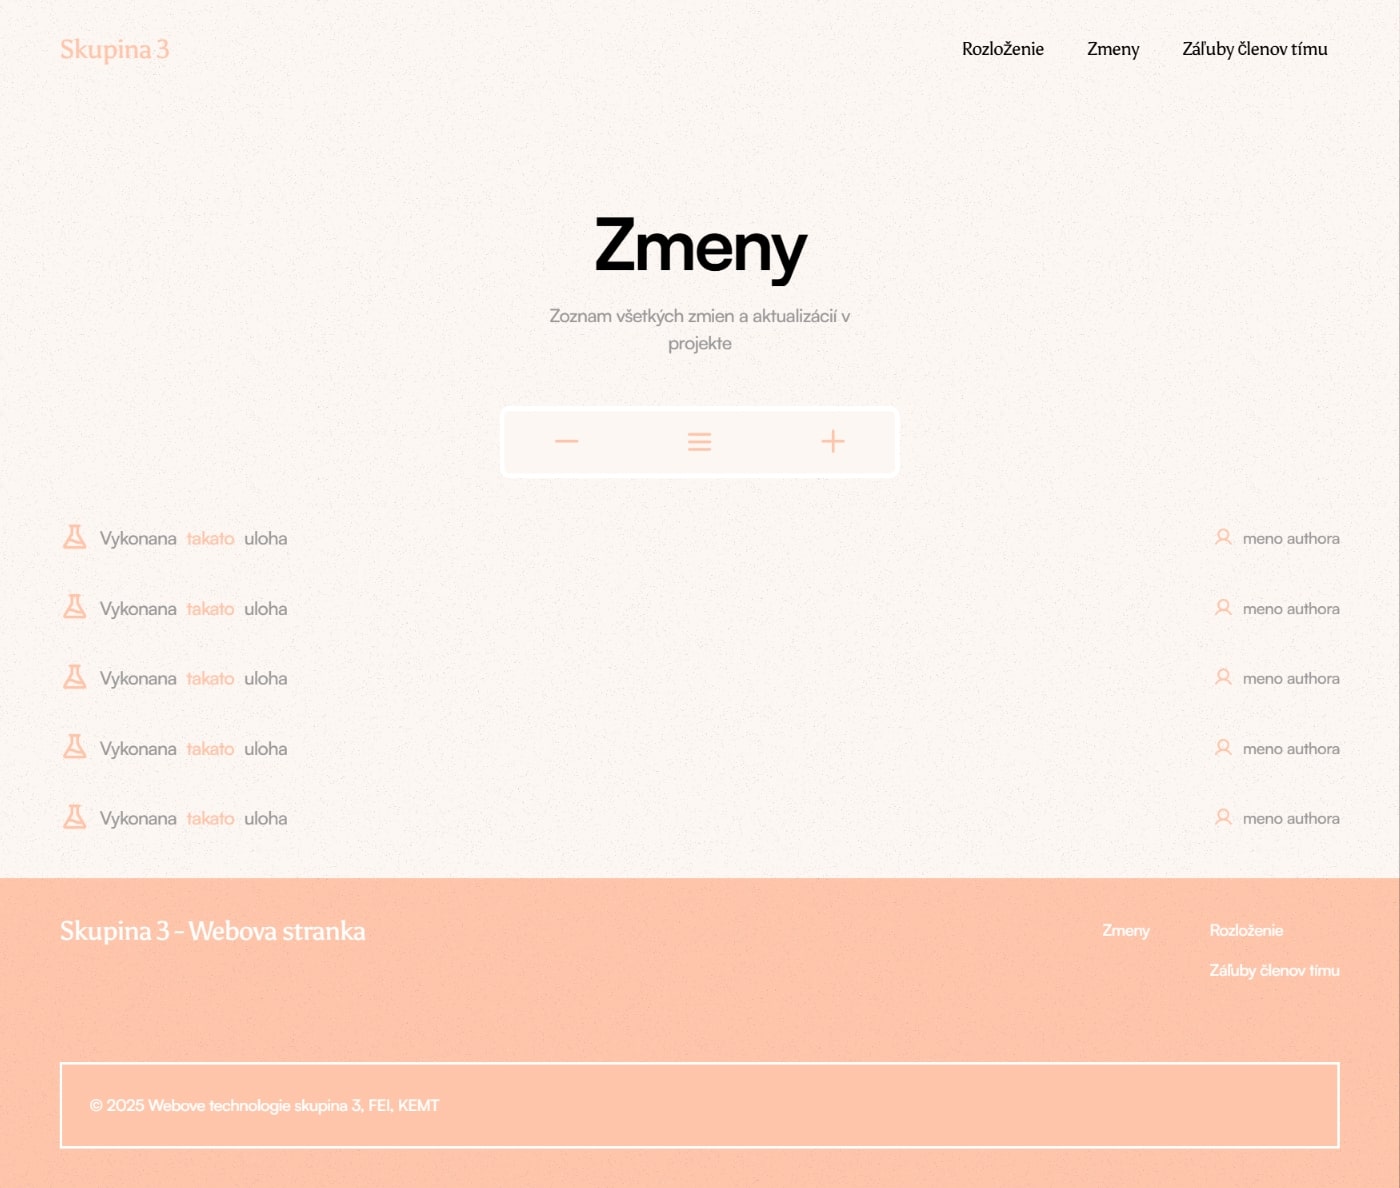 Skupina 3
Rozloženie Zmeny Záľuby členov tímu
Zmeny
Zoznam všetkých zmien a aktualizácií v
projekte
Vykonana takato uloha meno authora
Vykonana takato uloha meno authora
Vykonana takato uloha meno authora
Vykonana takato uloha meno authora
Vykonana takato uloha meno authora
Skupina 3 - Webova stranka
Zmeny Rozloženie
Záľuby členov tímu
© 2025 Webove technologie skupina 3, FEI, KEMT